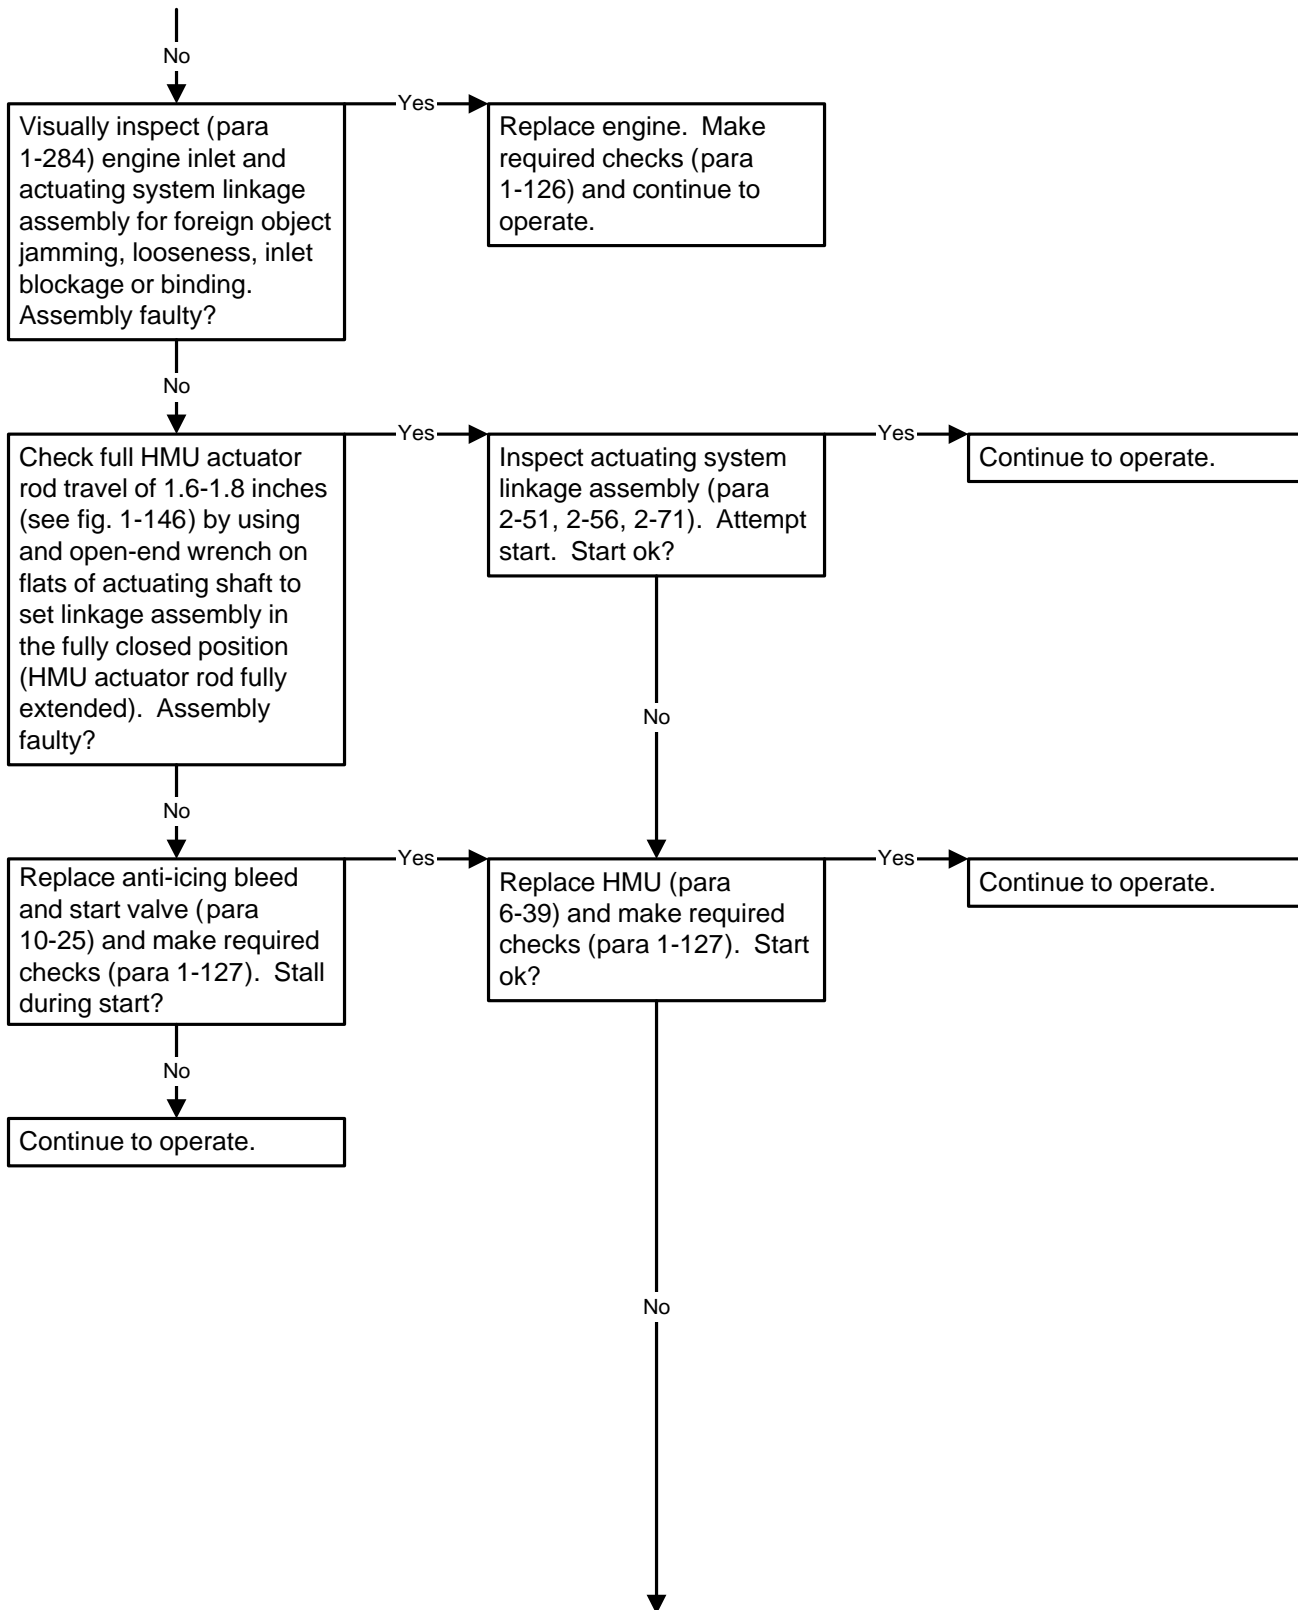 No
Visually inspect (para
1-284) engine inlet and
actuating system linkage
assembly for foreign object
jamming, looseness, inlet
blockage or binding.
Assembly faulty?
Yes
Replace engine.  Make
required checks (para
1-126) and continue to
operate.
No
Check full HMU actuator
rod travel of 1.6-1.8 inches
(see fig. 1-146) by using
and open-end wrench on
flats of actuating shaft to
set linkage assembly in
the fully closed position
(HMU actuator rod fully
extended).  Assembly
faulty?
Yes
Inspect actuating system
linkage assembly (para
2-51, 2-56, 2-71).  Attempt
start.  Start ok?
Yes
Continue to operate.
No
No
Replace anti-icing bleed
and start valve (para
10-25) and make required
checks (para 1-127).  Stall
during start?
Yes
Replace HMU (para
6-39) and make required
checks (para 1-127).  Start
ok?
Yes
Continue to operate.
No
Continue to operate.
No